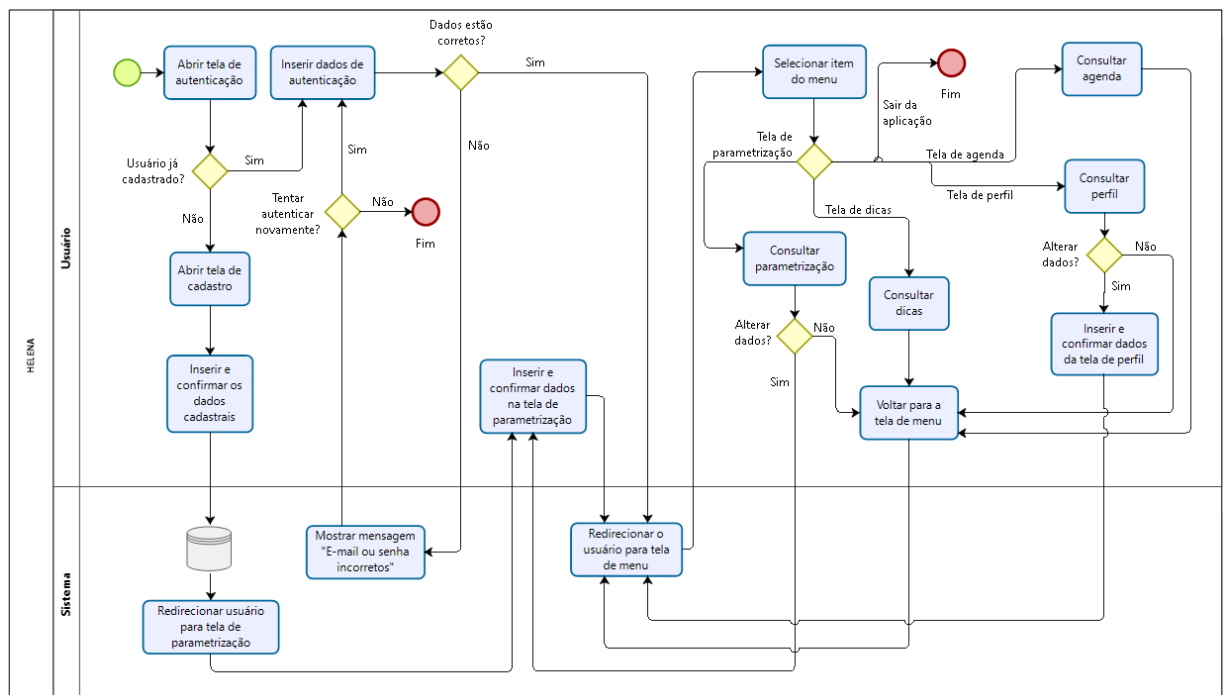 HELENA
Usuário
Abrir tela de
autenticação
Usuário já
cadastrado?
Sim
Não
Abrir tela de
cadastro
Inserir e
confirmar os
dados
cadastrais
Inserir dados de
autenticação
Sim
Tentar
autenticar
novamente?
Não
Fim
Dados estão
corretos?
Sim
Não
Inserir e
confirmar dados
na tela de
parametrização
Selecionar item
do menu
Sair da
aplicação
Fim
Tela de
parametrização
Tela de agenda
Consultar
agenda
Tela de perfil
Consultar
perfil
Tela de dicas
Consultar
parametrização
Alterar
dados?
Não
Sim
Consultar
dicas
Alterar
dados?
Não
Sim
Inserir e
confirmar dados
da tela de perfil
Voltar para a
tela de menu
Sistema
Mostrar mensagem
"E-mail ou senha
incorretos"
Redirecionar usuário
para tela de
parametrização
Redirecionar o
usuário para tela
de menu